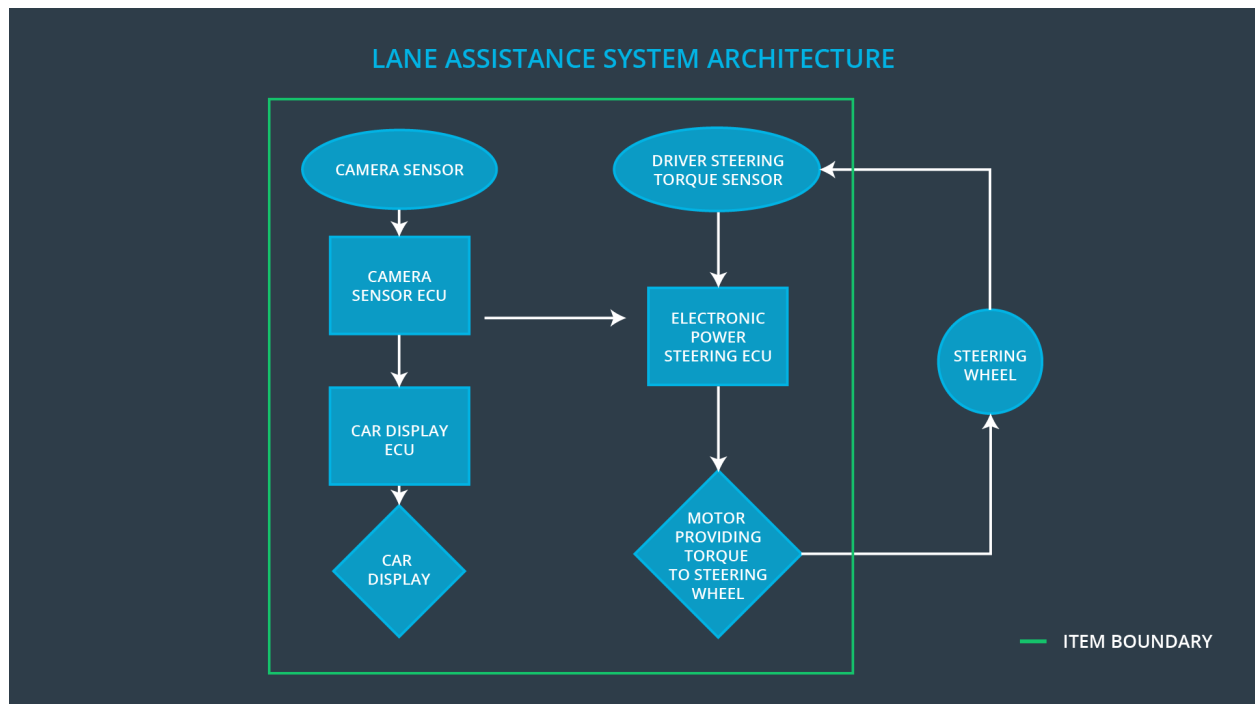 LANE ASSISTANCE SYSTEM ARCHITECTURE
CAMERA SENSOR
CAMERA
SENSOR ECU
CAR DISPLAY
ECU
CAR
DISPLAY
DRIVER STEERING
TORQUE SENSOR
ELECTRONIC
POWER
STEERING ECU
MOTOR
PROVIDING
TORQUE
TO STEERING
WHEEL
STEERING
WHEEL
ITEM BOUNDARY